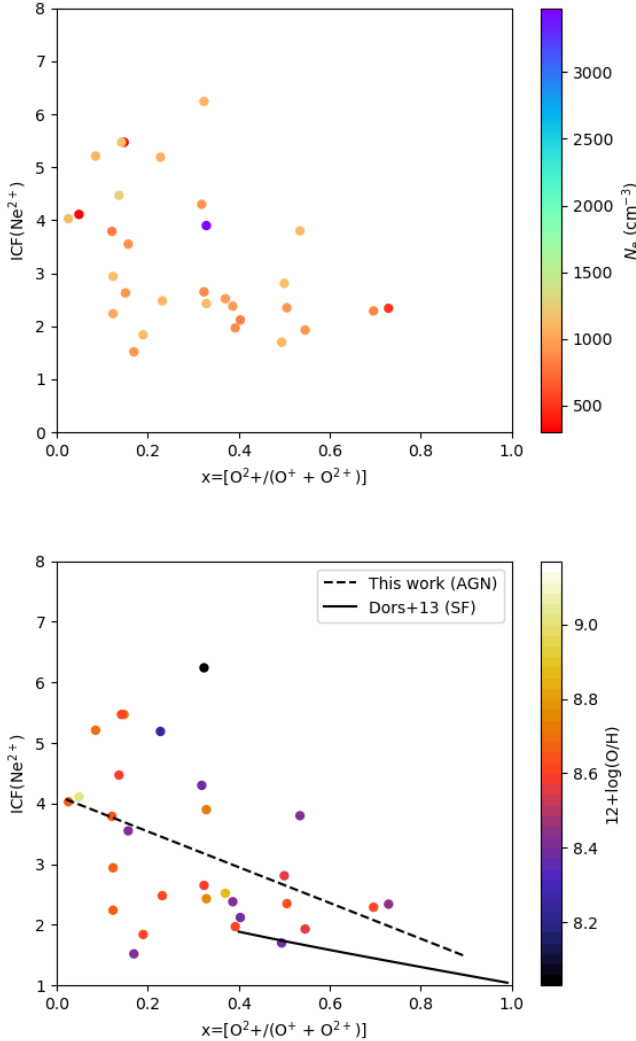 8
7
6
5
4
3
2
1
0
ICF(Ne²⁺)
0.0 0.2 0.4 0.6 0.8 1.0
x=[O²+/(O⁺ + O²⁺)]
3000
2500
2000
1500
1000
500
Nₑ (cm⁻³)
8
7
6
5
4
3
2
1
ICF(Ne²⁺)
This work (AGN)
Dors+13 (SF)
0.0 0.2 0.4 0.6 0.8 1.0
x=[O²+/(O⁺ + O²⁺)]
9.0
8.8
8.6
8.4
8.2
12+log(O/H)